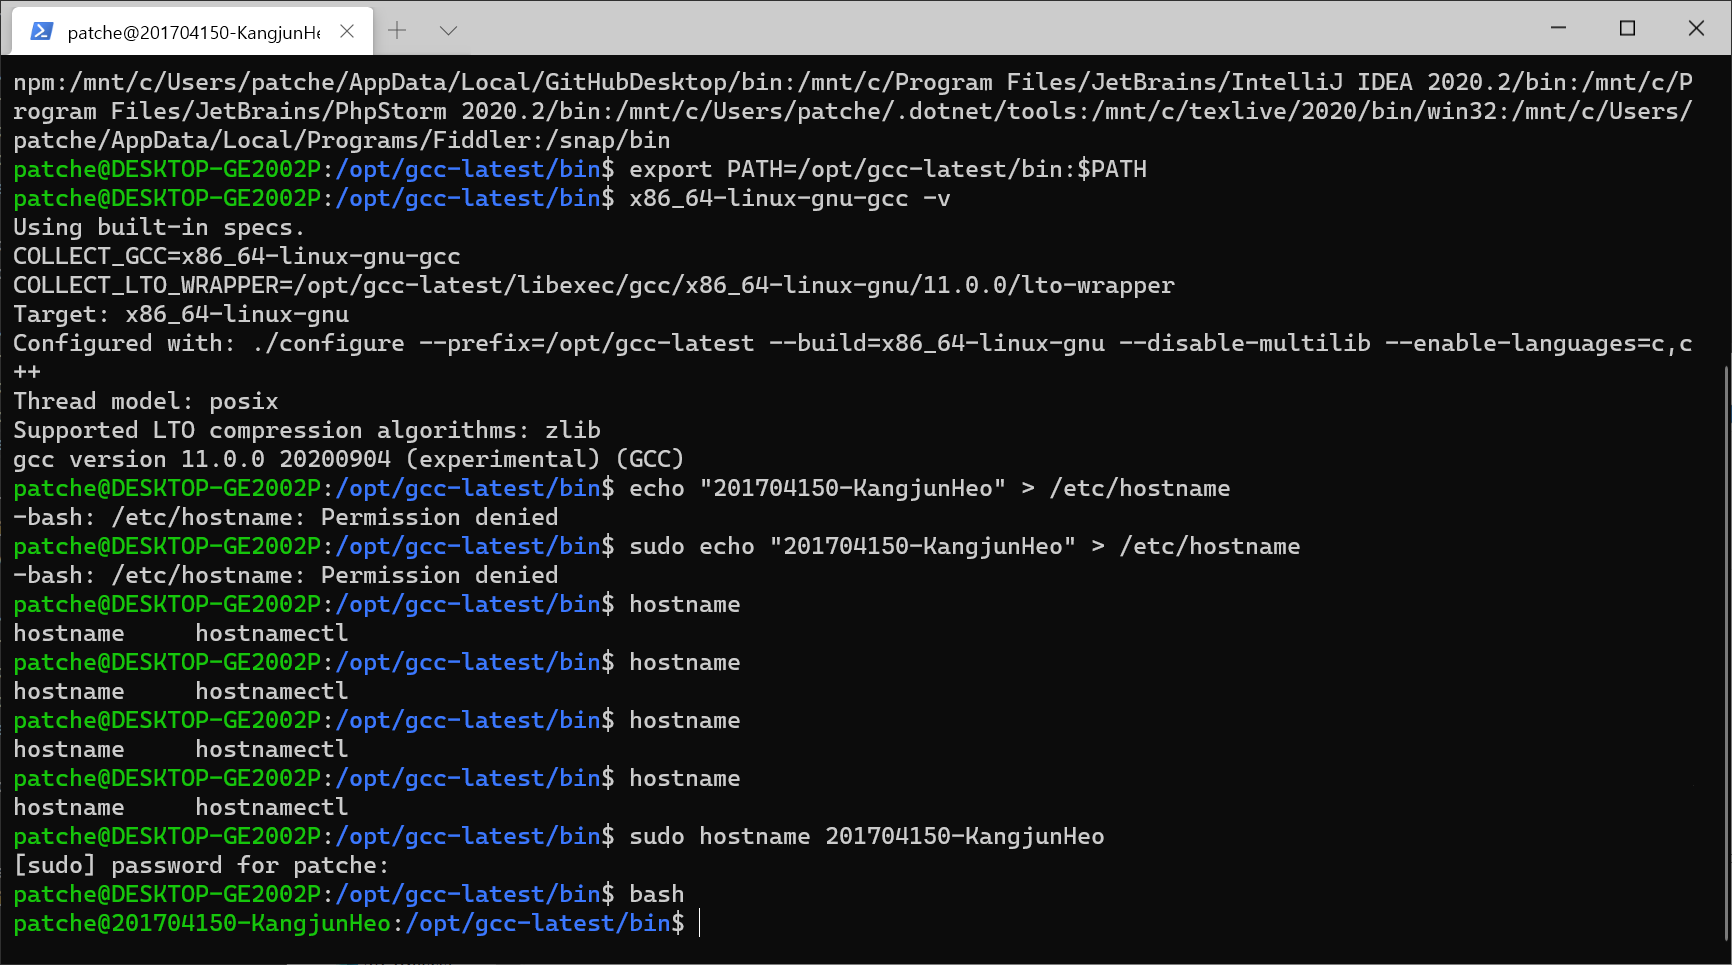 patche@201704150-KangjunHe
npm:/mnt/c/Users/patche/AppData/Local/GitHubDesktop/bin:/mnt/c/Program Files/JetBrains/IntelliJ IDEA 2020.2/bin:/mnt/c/P
rogram Files/JetBrains/PhpStorm 2020.2/bin:/mnt/c/Users/patche/.dotnet/tools:/mnt/c/texlive/2020/bin/win32:/mnt/c/Users/
patche/AppData/Local/Programs/Fiddler:/snap/bin
patche@DESKTOP-GE2002P:/opt/gcc-latest/bin$ export PATH=/opt/gcc-latest/bin:$PATH
patche@DESKTOP-GE2002P:/opt/gcc-latest/bin$ x86_64-linux-gnu-gcc -v
Using built-in specs.
COLLECT_GCC=x86_64-linux-gnu-gcc
COLLECT_LTO_WRAPPER=/opt/gcc-latest/libexec/gcc/x86_64-linux-gnu/11.0.0/lto-wrapper
Target: x86_64-linux-gnu
Configured with: ./configure --prefix=/opt/gcc-latest --build=x86_64-linux-gnu --disable-multilib --enable-languages=c,c
++
Thread model: posix
Supported LTO compression algorithms: zlib
gcc version 11.0.0 20200904 (experimental) (GCC)
patche@DESKTOP-GE2002P:/opt/gcc-latest/bin$ echo "201704150-KangjunHeo" > /etc/hostname
-bash: /etc/hostname: Permission denied
patche@DESKTOP-GE2002P:/opt/gcc-latest/bin$ sudo echo "201704150-KangjunHeo" > /etc/hostname
-bash: /etc/hostname: Permission denied
patche@DESKTOP-GE2002P:/opt/gcc-latest/bin$ hostname
hostname     hostnamectl
patche@DESKTOP-GE2002P:/opt/gcc-latest/bin$ hostname
hostname     hostnamectl
patche@DESKTOP-GE2002P:/opt/gcc-latest/bin$ hostname
hostname     hostnamectl
patche@DESKTOP-GE2002P:/opt/gcc-latest/bin$ hostname
hostname     hostnamectl
patche@DESKTOP-GE2002P:/opt/gcc-latest/bin$ sudo hostname 201704150-KangjunHeo
[sudo] password for patche:
patche@DESKTOP-GE2002P:/opt/gcc-latest/bin$ bash
patche@201704150-KangjunHeo:/opt/gcc-latest/bin$